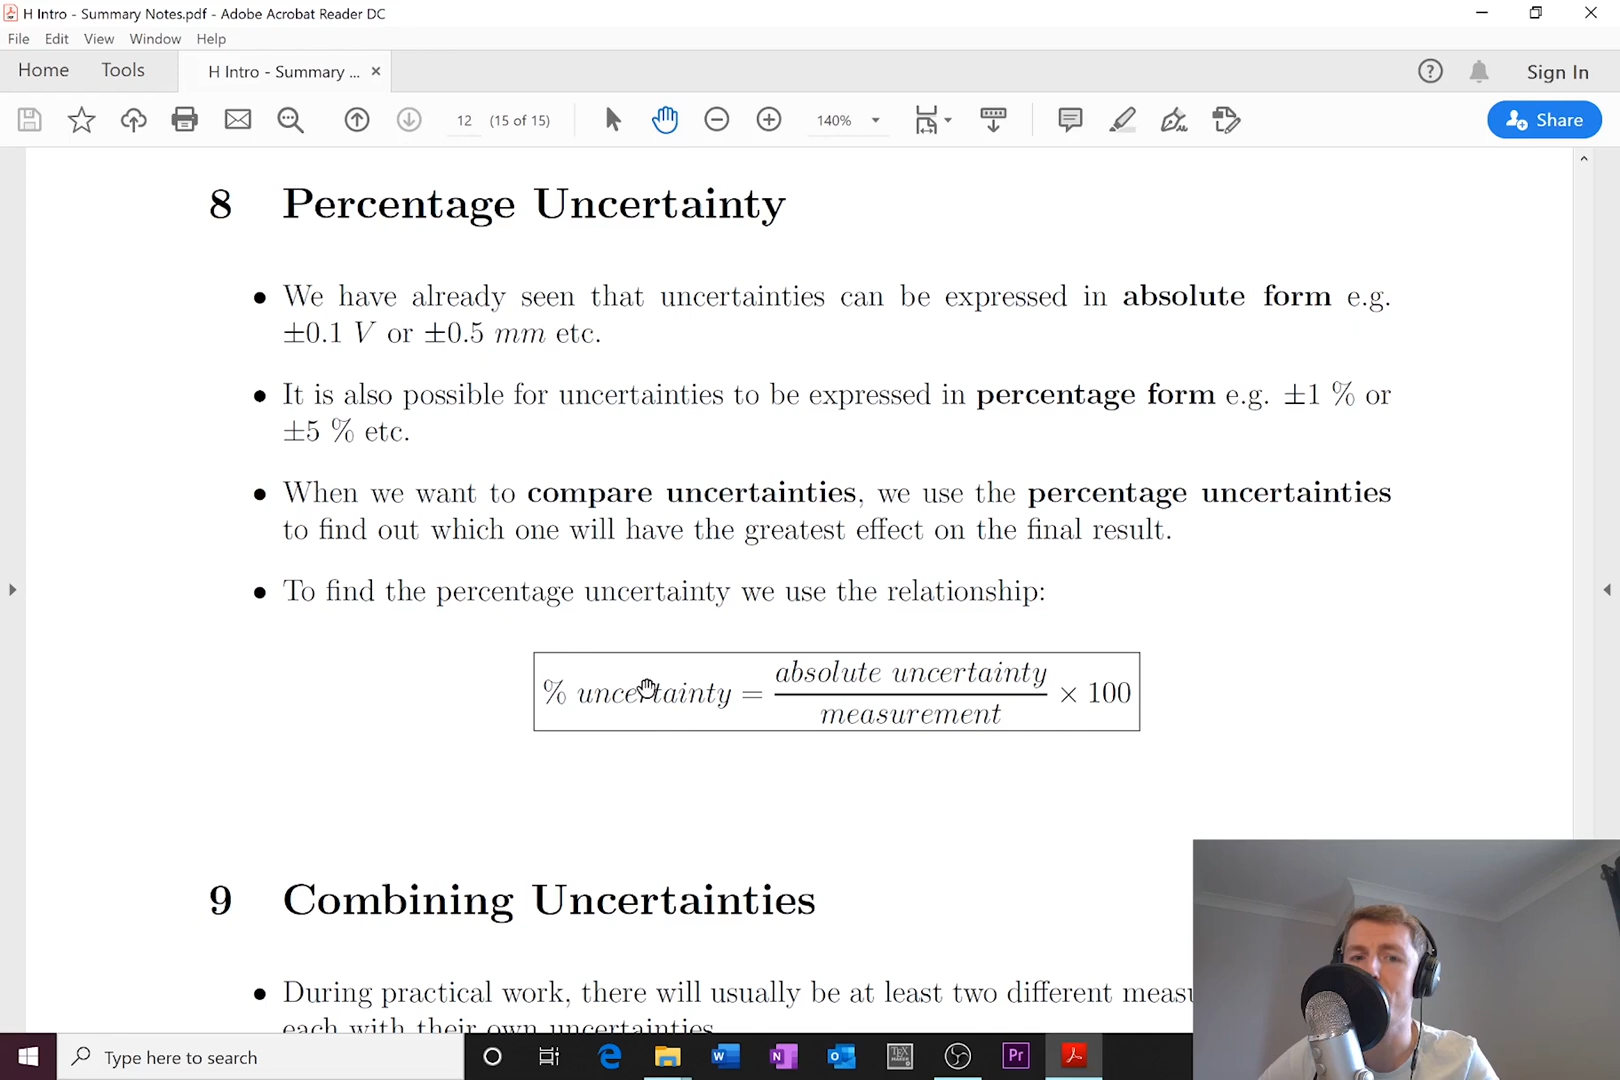 H Intro - Summary Notes.pdf - Adobe Acrobat Reader DC
File Edit View Window Help
Home Tools H Intro - Summary ... × Sign In
12 (15 of 15) 140% Share
8 Percentage Uncertainty
• We have already seen that uncertainties can be expressed in absolute form e.g.
±0.1 V or ±0.5 mm etc.
• It is also possible for uncertainties to be expressed in percentage form e.g. ±1 % or
±5 % etc.
• When we want to compare uncertainties, we use the percentage uncertainties
to find out which one will have the greatest effect on the final result.
• To find the percentage uncertainty we use the relationship:
% uncertainty = absolute uncertainty / measurement × 100
9 Combining Uncertainties
• During practical work, there will usually be at least two different
each with their own uncertainties
Type here to search